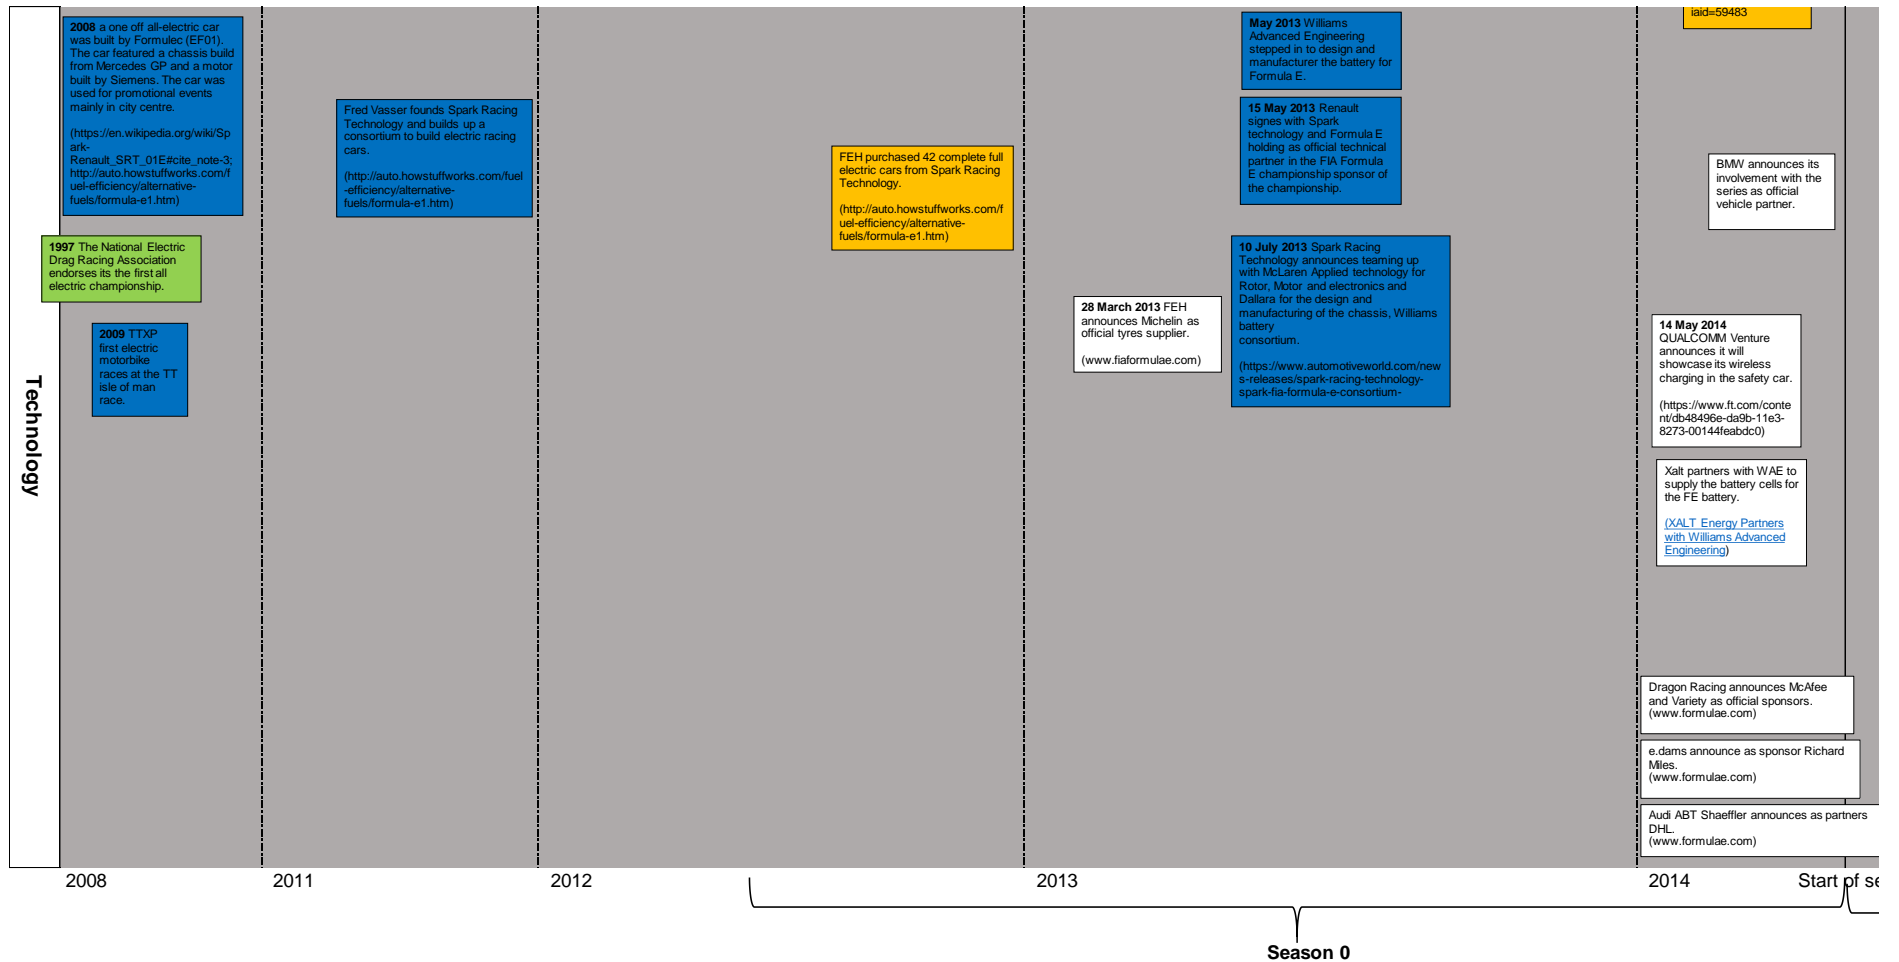 Technology
2008 a one off all-electric car
was built by Formulec (EF01).
The car featured a chassis build
from Mercedes GP and a motor
built by Siemens. The car was
used for promotional events
mainly in city centre.
(https://en.wikipedia.org/wiki/Sp
ark-
Renault_SRT_01E#cite_note-3;
http://auto.howstuffworks.com/f
uel-efficiency/alternative-
fuels/formula-e1.htm)
1997 The National Electric
Drag Racing Association
endorses its the first all
electric championship.
2009 TTXP
first electric
motorbike
races at the TT
isle of man
race.
Fred Vasser founds Spark Racing
Technology and builds up a
consortium to build electric racing
cars.
(http://auto.howstuffworks.com/fuel
-efficiency/alternative-
fuels/formula-e1.htm)
FEH purchased 42 complete full
electric cars from Spark Racing
Technology.
(http://auto.howstuffworks.com/f
uel-efficiency/alternative-
fuels/formula-e1.htm)
28 March 2013 FEH
announces Michelin as
official tyres supplier.
(www.fiaformulae.com)
May 2013 Williams
Advanced Engineering
stepped in to design and
manufacturer the battery for
Formula E.
15 May 2013 Renault
signes with Spark
technology and Formula E
holding as official technical
partner in the FIA Formula
E championship sponsor of
the championship.
10 July 2013 Spark Racing
Technology announces teaming up
with McLaren Applied technology for
Rotor, Motor and electronics and
Dallara for the design and
manufacturing of the chassis, Williams
battery
consortium.
(https://www.automotiveworld.com/new
s-releases/spark-racing-technology-
spark-fia-formula-e-consortium-
iaid=59483
BMW announces its
involvement with the
series as official
vehicle partner.
14 May 2014
QUALCOMM Venture
announces it will
showcase its wireless
charging in the safety car.
(https://www.ft.com/conte
nt/db48496e-da9b-11e3-
8273-00144feabdc0)
Xalt partners with WAE to
supply the battery cells for
the FE battery.
(XALT Energy Partners
with Williams Advanced
Engineering)
Dragon Racing announces McAfee
and Variety as official sponsors.
(www.formulae.com)
e.dams announce as sponsor Richard
Miles.
(www.formulae.com)
Audi ABT Shaeffler announces as partners
DHL.
(www.formulae.com)
2008
2011
2012
2013
2014
Start of se
Season 0